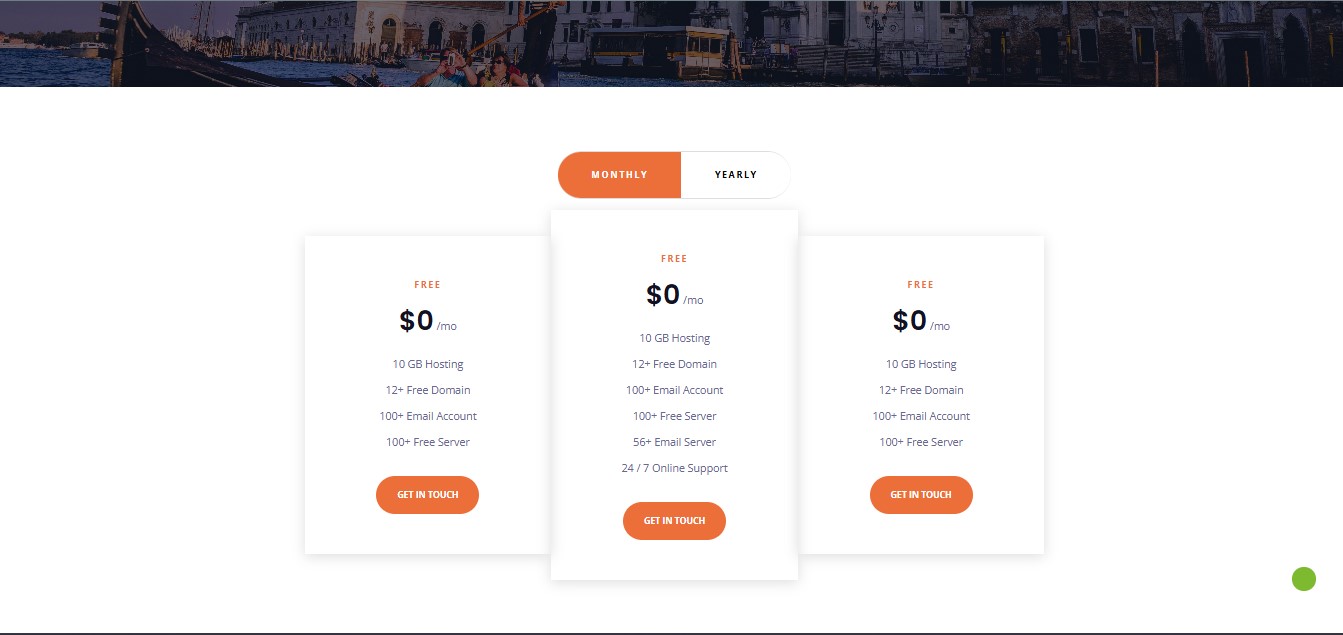 MONTHLY
YEARLY
FREE
$0 /mo
10 GB Hosting
12+ Free Domain
100+ Email Account
100+ Free Server
GET IN TOUCH
FREE
$0 /mo
10 GB Hosting
12+ Free Domain
100+ Email Account
100+ Free Server
56+ Email Server
24 / 7 Online Support
GET IN TOUCH
FREE
$0 /mo
10 GB Hosting
12+ Free Domain
100+ Email Account
100+ Free Server
GET IN TOUCH